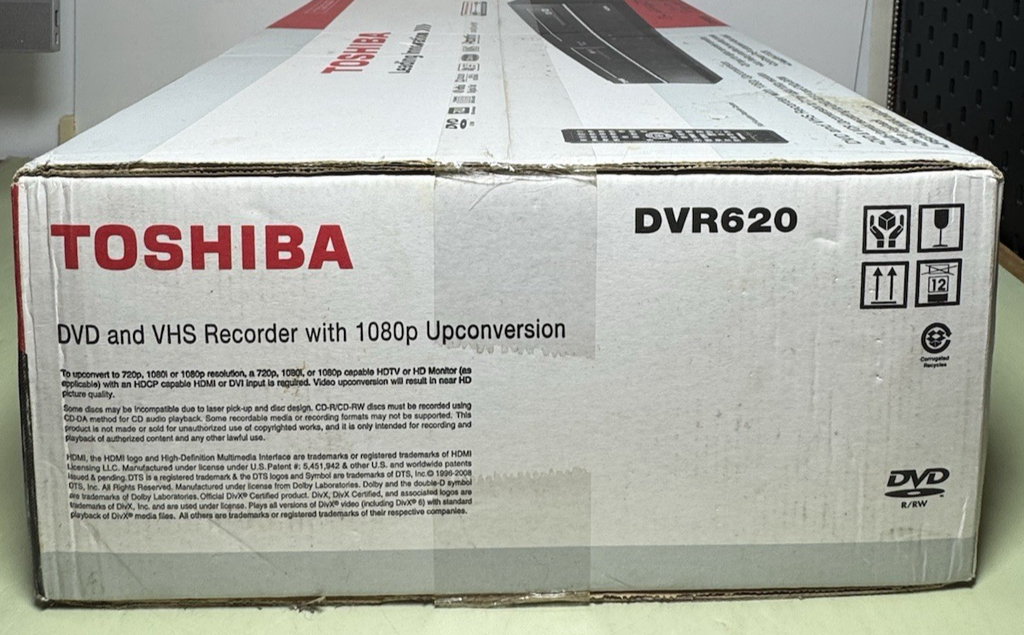 TOSHIBA
Leading Innovation
TOSHIBA
DVR620
DVD and VHS Recorder with 1080p Upconversion
To upconvert to 720p, 1080i or 1080p resolution, a 720p, 1080i, or 1080p capable HDTV or HD Monitor (as
applicable) with an HDCP capable HDMI or DVI input is required. Video upconversion will result in near HD
picture quality.
Some discs may be incompatible due to laser pick-up and disc design. CD-R/CD-RW discs must be recorded using
CD-DA method for CD audio playback. Some recordable media or recording formats may not be supported. This
product is not made or sold for unauthorized use of copyrighted works, and it is only intended for recording and
playback of authorized content and any other lawful use.
HDMI, the HDMI logo and High-Definition Multimedia Interface are trademarks or registered trademarks of HDMI
Licensing LLC. Manufactured under license under U.S. Patent #: 5,451,942 & other U.S. and worldwide patents
issued & pending. DTS is a registered trademark & the DTS logos and Symbol are trademarks of DTS, Inc.© 1996-2008
DTS, Inc. All Rights Reserved. Manufactured under license from Dolby Laboratories. Dolby and the double-D symbol
are trademarks of Dolby Laboratories. Official DivX® Certified product. DivX, DivX Certified, and associated logos are
trademarks of DivX, Inc. and are used under license. Plays all versions of DivX® video (including DivX® 6) with standard
playback of DivX® media files. All others are trademarks or registered trademarks of their respective companies.
12
Corrugated
Recycles
DVD
R/RW